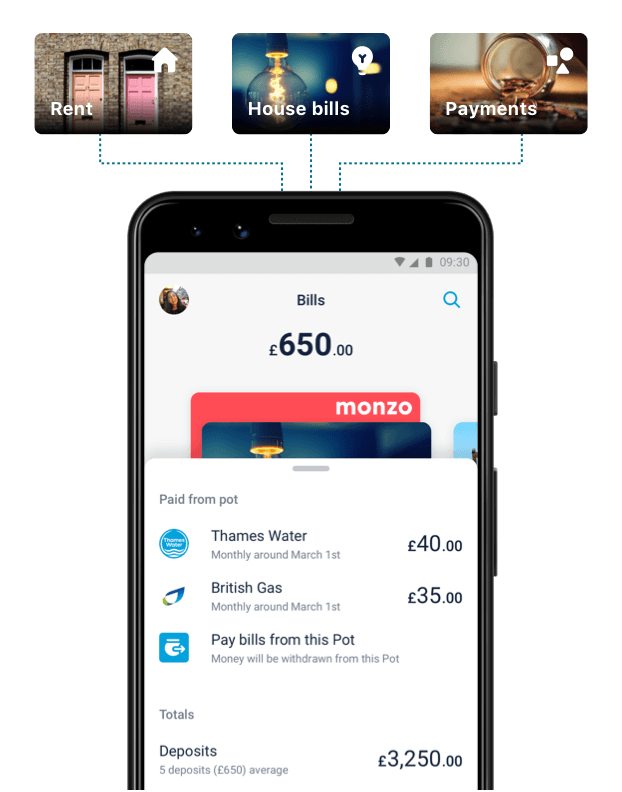 Rent
House bills
Payments
09:30
Bills
£650.00
monzo
Paid from pot
Thames Water
Thames Water
£40.00
Monthly around March 1st
British Gas
£35.00
Monthly around March 1st
Pay bills from this Pot
Money will be withdrawn from this Pot
Totals
Deposits
£3,250.00
5 deposits (£650) average